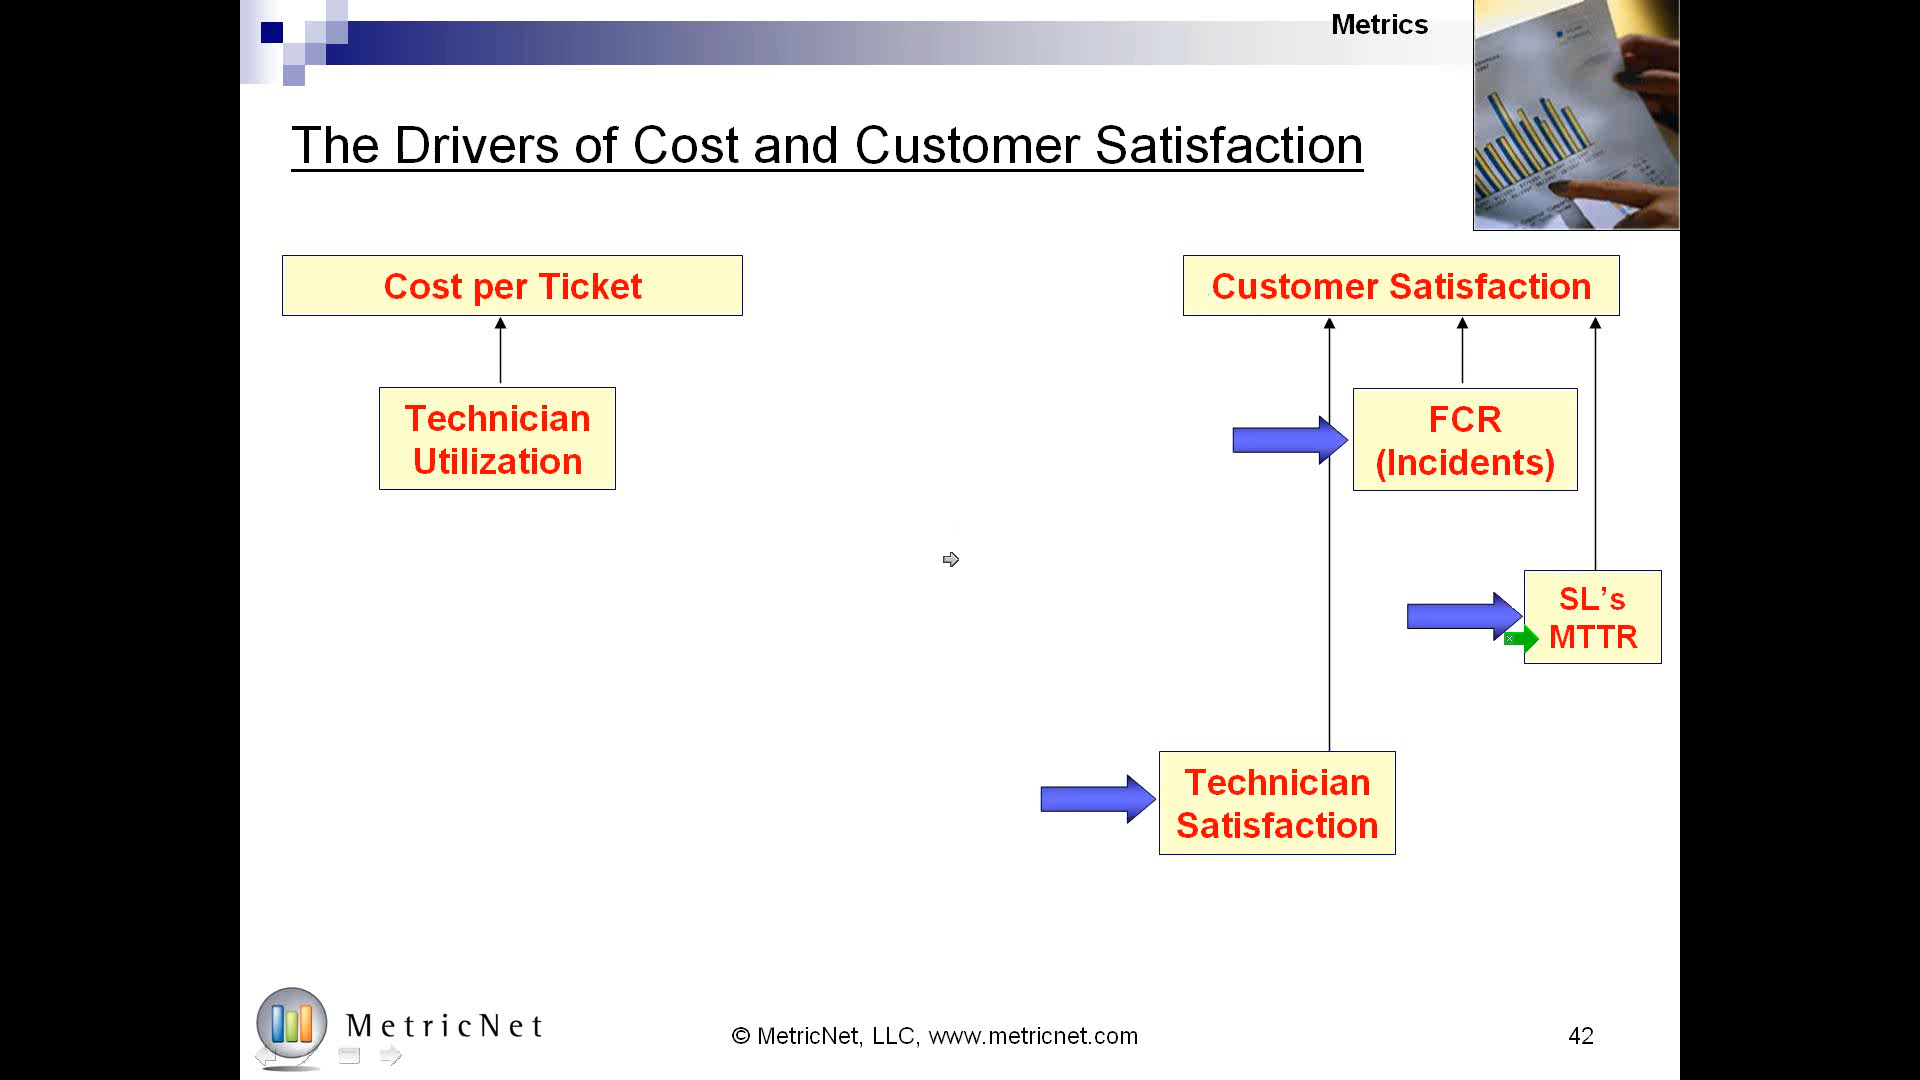 Metrics
The Drivers of Cost and Customer Satisfaction
Cost per Ticket
Customer Satisfaction
Technician
Utilization
FCR
(Incidents)
SL’s
MTTR
Technician
Satisfaction
MetricNet
© MetricNet, LLC, www.metricnet.com
42